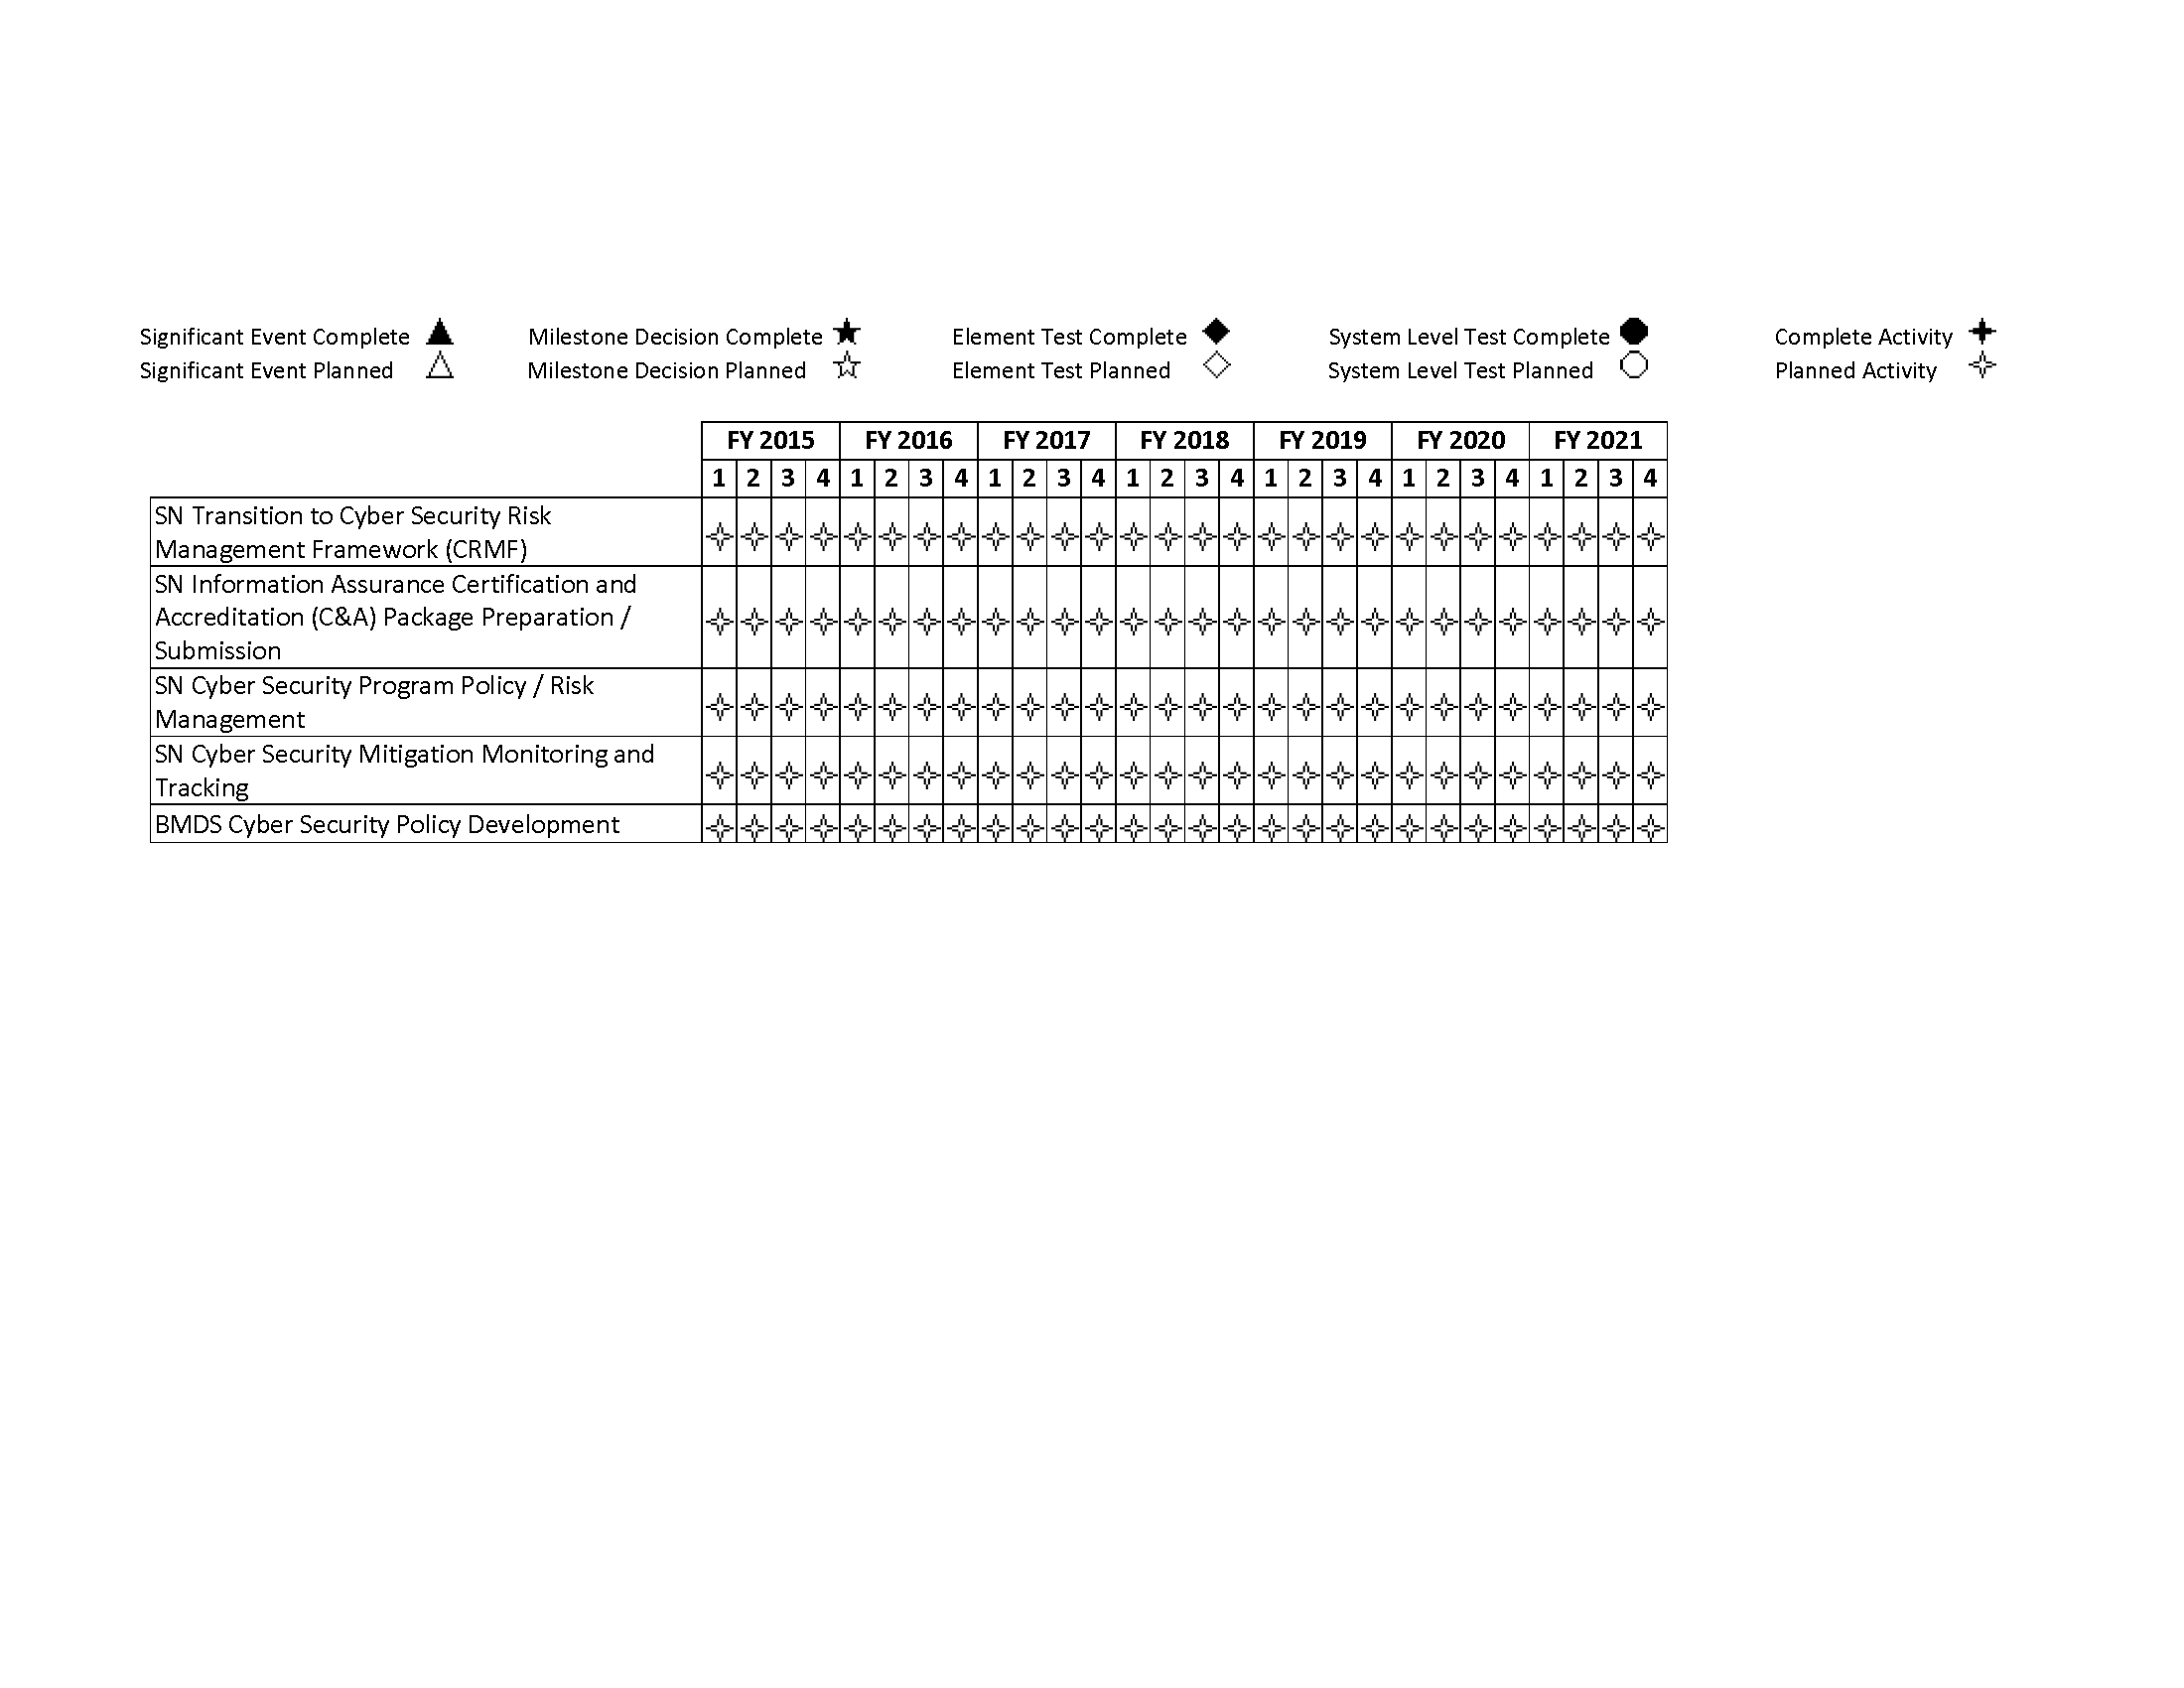 Significant Event Complete Milestone Decision Complete Element Test Complete System Level Test Complete Complete Activity
Significant Event Planned Milestone Decision Planned Element Test Planned System Level Test Planned Planned Activity
FY 2015 FY 2016 FY 2017 FY 2018 FY 2019 FY 2020 FY 2021
1 2 3 4 1 2 3 4 1 2 3 4 1 2 3 4 1 2 3 4 1 2 3 4 1 2 3 4
SN Transition to Cyber Security Risk
Management Framework (CRMF)
SN Information Assurance Certification and
Accreditation (C&A) Package Preparation /
Submission
SN Cyber Security Program Policy / Risk
Management
SN Cyber Security Mitigation Monitoring and
Tracking
BMDS Cyber Security Policy Development